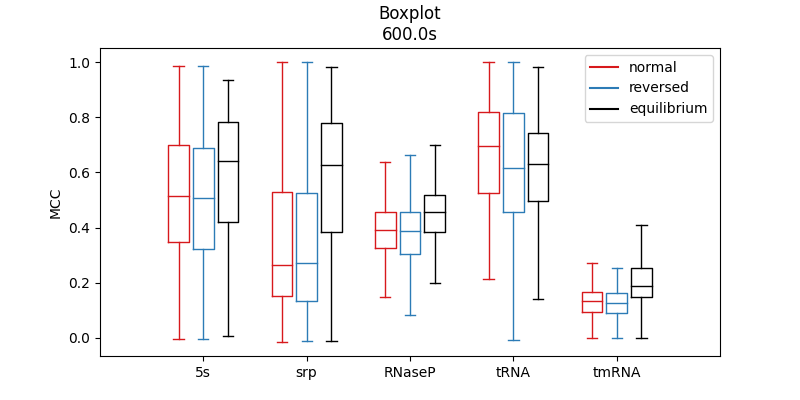 Boxplot
600.0s
normal
reversed
equilibrium
MCC
1.0
0.8
0.6
0.4
0.2
0.0
5s srp RNaseP tRNA tmRNA